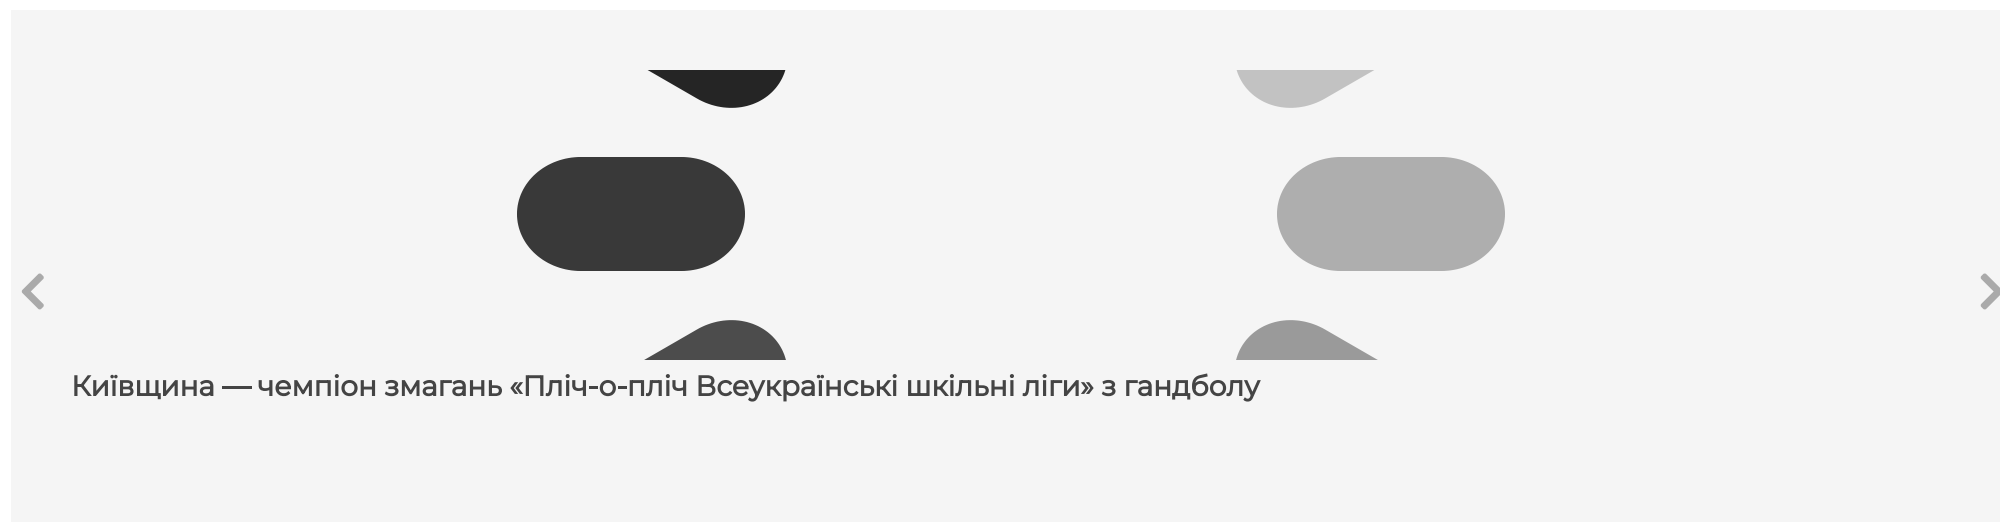 Київщина — чемпіон змагань «Пліч-о-пліч Всеукраїнські шкільні ліги» з гандболу